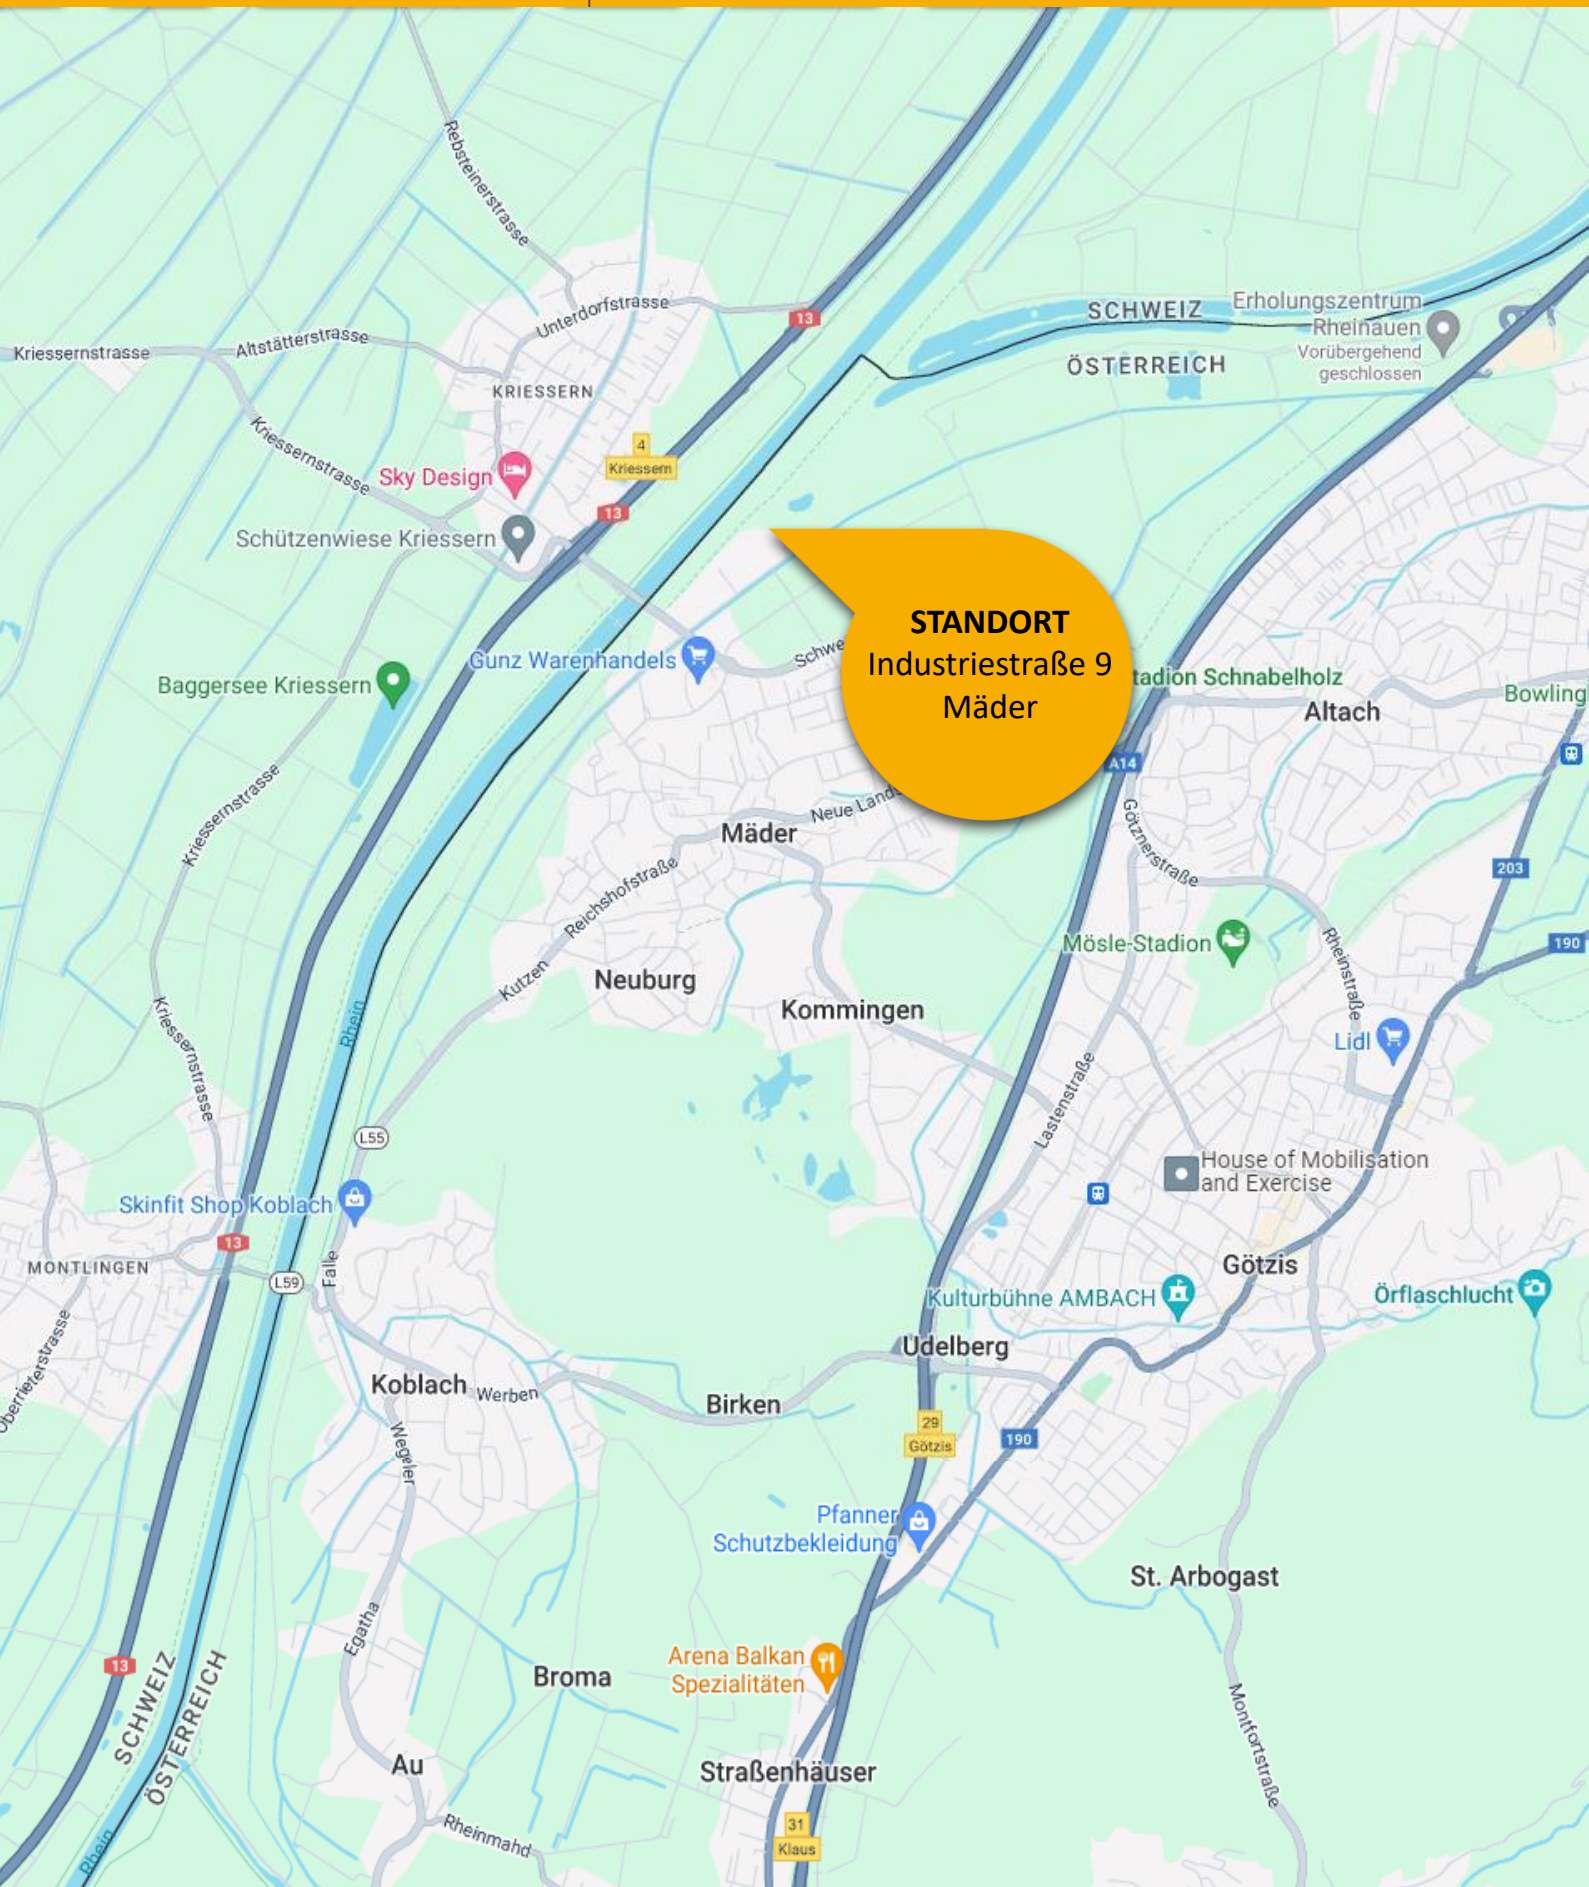 Rebsteinerstrasse
Unterdorfstrasse
13
SCHWEIZ
Erholungszentrum
Rheinauen
Vorübergehend
geschlossen
ÖSTERREICH
Kriessernstrasse
Altstätterstrasse
KRIESSERN
Kriessernstrasse
4
Kriessern
Sky Design
13
Schützenwiese Kriessern
STANDORT
Industriestraße 9
Mäder
Gunz Warenhandels
Schwe
tadion Schnabelholz
Baggersee Kriessern
Altach
Bowling
A14
Kriessernstrasse
Neue Lands
Mäder
Götznerstraße
203
Reichshofstraße
Mösle-Stadion
Rheinstraße
190
Kutzen
Neuburg
Kommingen
Rhein
Kriessernstrasse
Lidl
Lastenstraße
L55
House of Mobilisation
and Exercise
Skinfit Shop Koblach
13
MONTLINGEN
L59
Falle
Götzis
Kulturbühne AMBACH
Örflaschlucht
Oberrieterstrasse
Udelberg
Koblach
Werben
Birken
29
Götzis
190
Wegeler
Pfanner
Schutzbekleidung
St. Arbogast
Egatha
Arena Balkan
Spezialitäten
13
SCHWEIZ
ÖSTERREICH
Broma
Montfortstraße
Au
Straßenhäuser
31
Klaus
Rheinmahd
Rhein